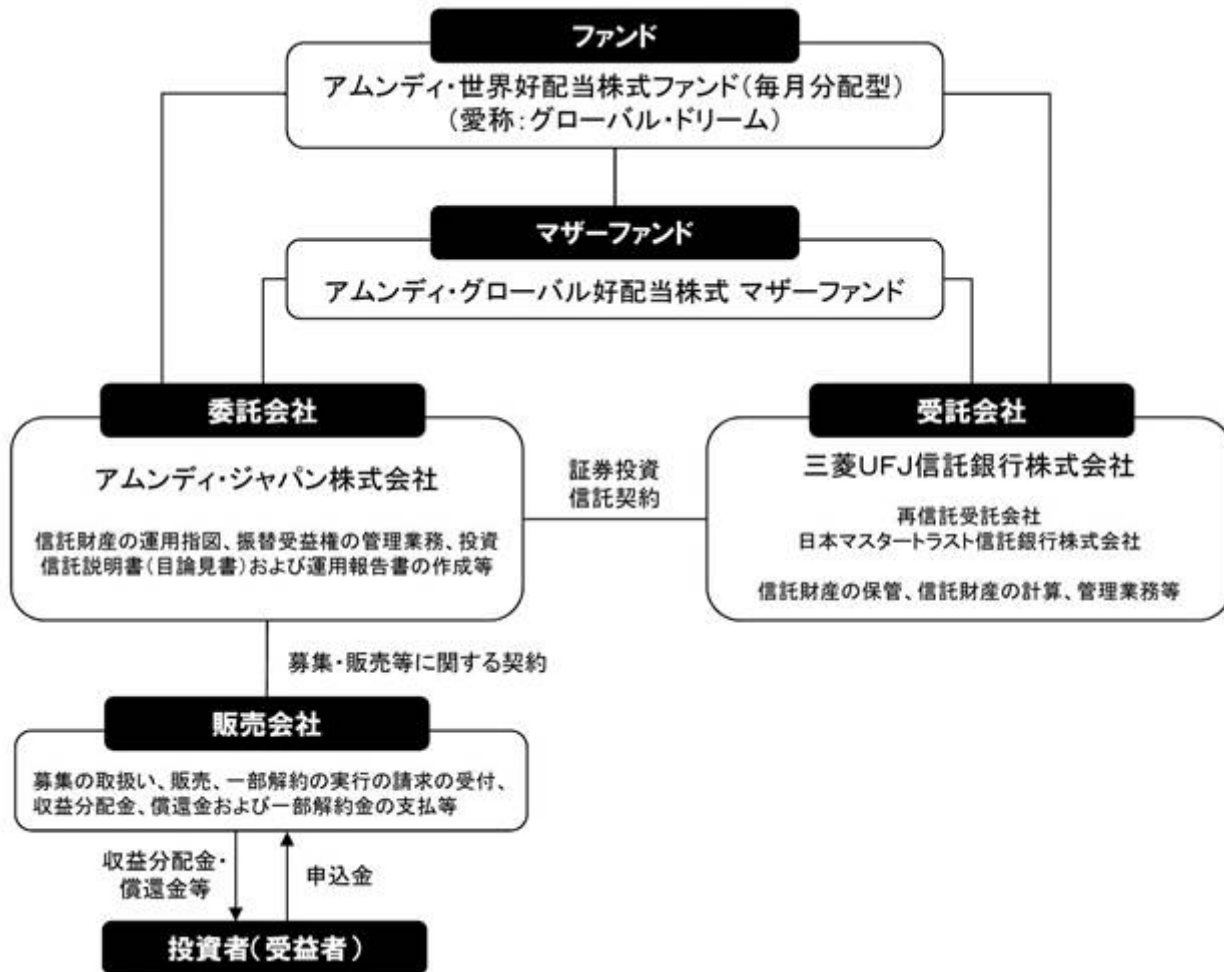 ファンド
アムンディ・世界好配当株式ファンド(毎月分配型)
(愛称:グローバル・ドリーム)
マザーファンド
アムンディ・グローバル好配当株式 マザーファンド
委託会社
アムンディ・ジャパン株式会社
信託財産の運用指図、振替受益権の管理業務、投資
信託説明書(目論見書)および運用報告書の作成等
証券投資
信託契約
受託会社
三菱UFJ信託銀行株式会社
再信託受託会社
日本マスタートラスト信託銀行株式会社
信託財産の保管、信託財産の計算、管理業務等
募集・販売等に関する契約
販売会社
募集の取扱い、販売、一部解約の実行の請求の受付、
収益分配金、償還金および一部解約金の支払等
収益分配金・
償還金等
申込金
投資者(受益者)